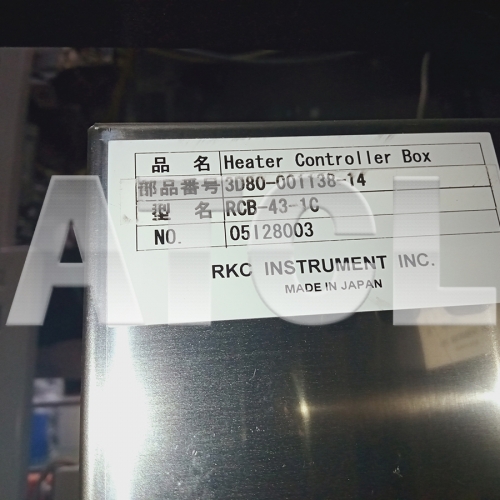 品 名 Heater Controller Box
部品番号 3D80-001138-14
型 名 RCB-43-1C
NO. 05128003
RKC INSTRUMENT INC.
MADE IN JAPAN
ATCL